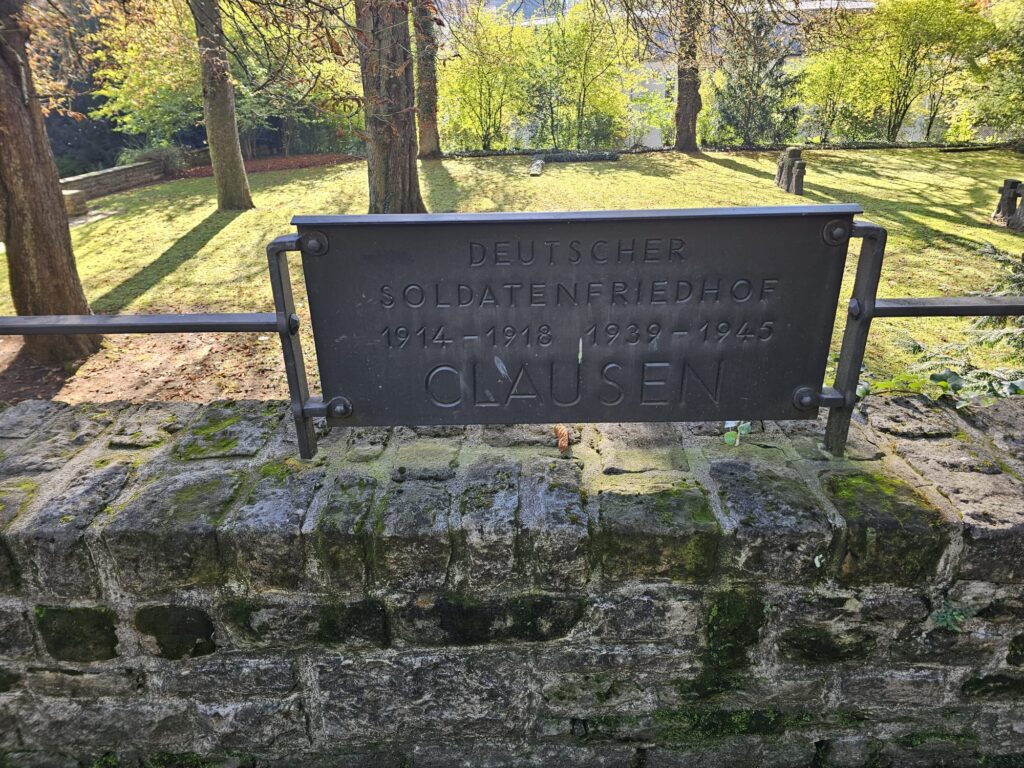 DEUTSCHER
SOLDATENFRIEDHOF
1914 – 1918 1939 – 1945
CLAUSEN